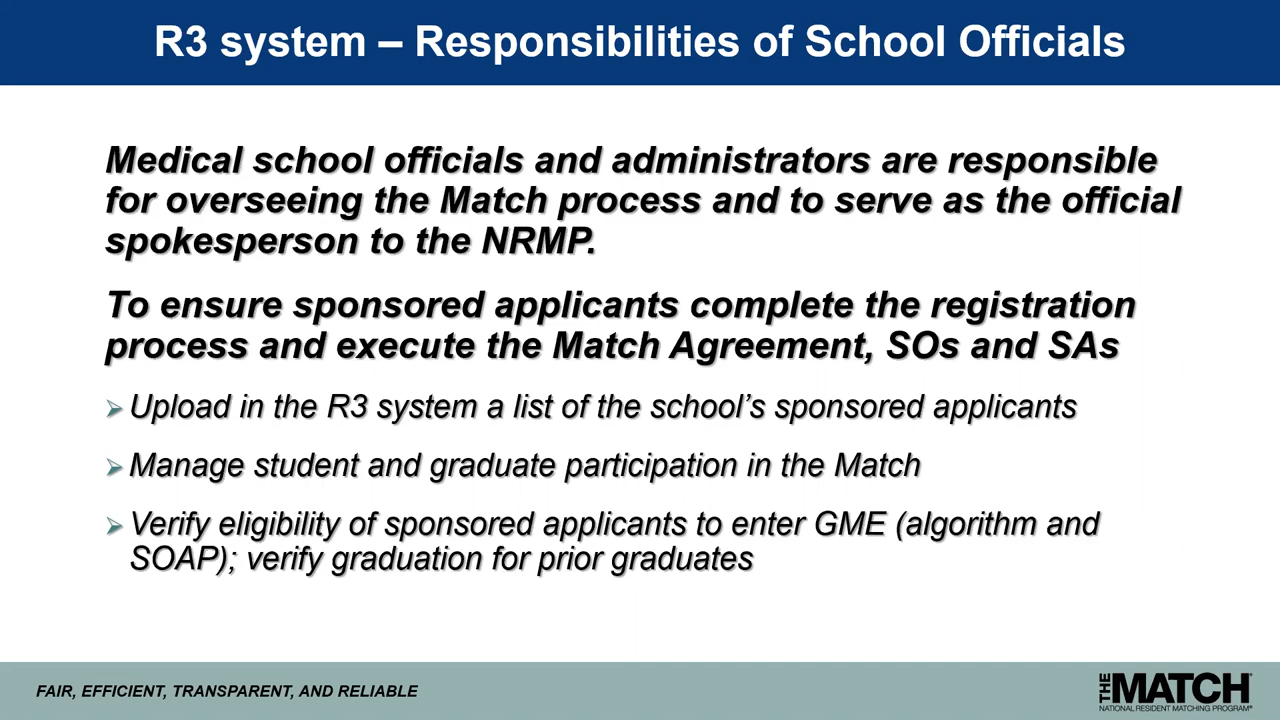 R3 system – Responsibilities of School Officials
Medical school officials and administrators are responsible
for overseeing the Match process and to serve as the official
spokesperson to the NRMP.
To ensure sponsored applicants complete the registration
process and execute the Match Agreement, SOs and SAs
➢ Upload in the R3 system a list of the school’s sponsored applicants
➢ Manage student and graduate participation in the Match
➢ Verify eligibility of sponsored applicants to enter GME (algorithm and
SOAP); verify graduation for prior graduates
FAIR, EFFICIENT, TRANSPARENT, AND RELIABLE
THE MATCH
NATIONAL RESIDENT MATCHING PROGRAM®